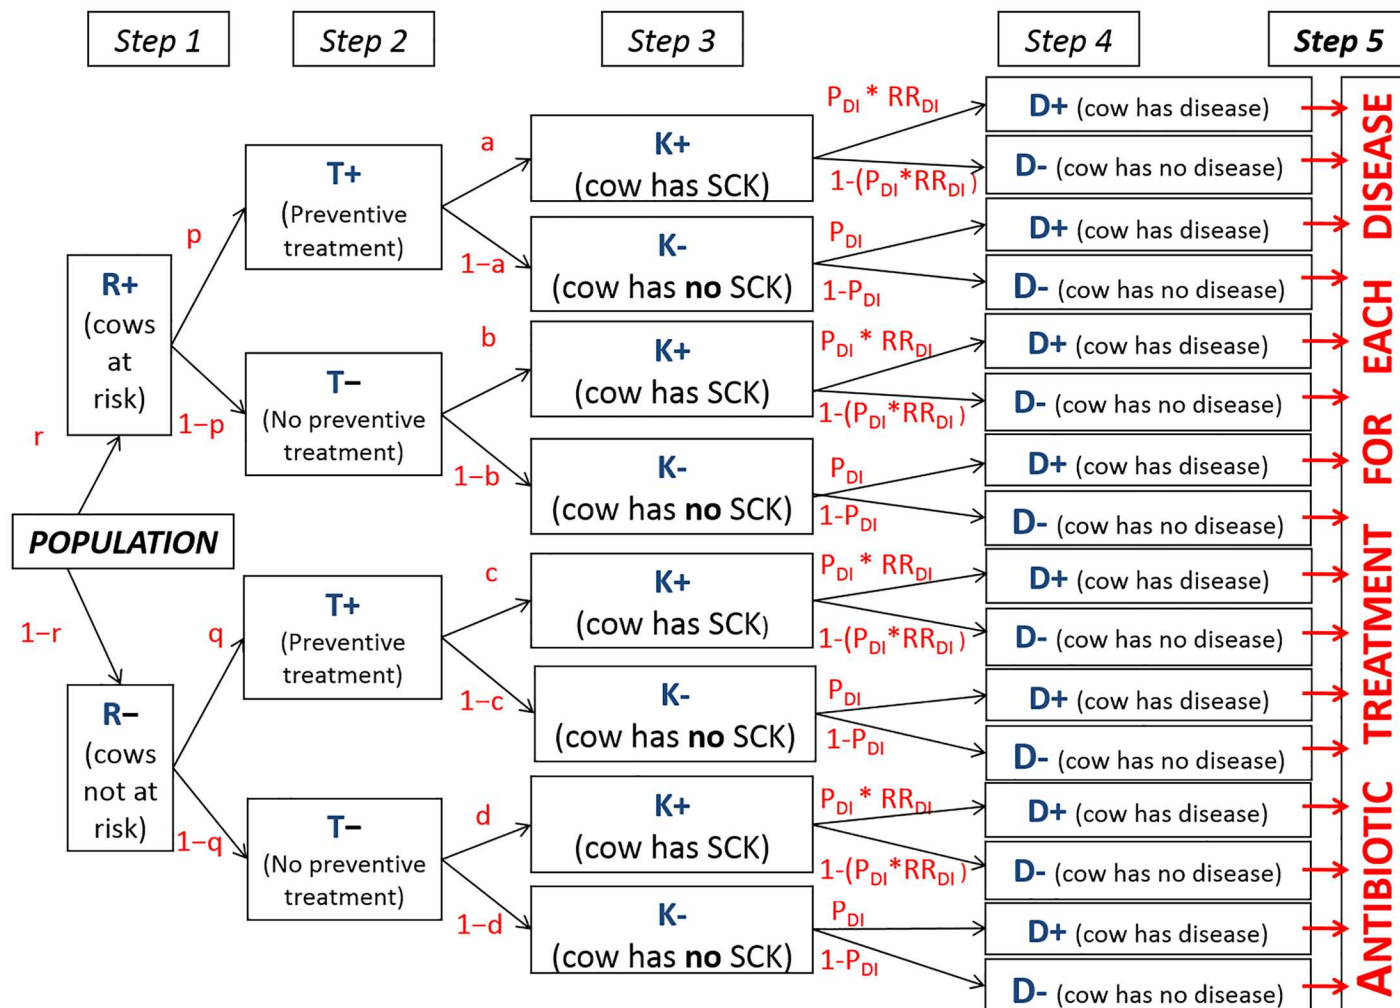 Step 1
Step 2
Step 3
Step 4
Step 5
POPULATION
r
1–r
R+
(cows
at
risk)
R–
(cows
not at
risk)
p
1–p
q
1–q
T+
(Preventive
treatment)
T–
(No preventive
treatment)
T+
(Preventive
treatment)
T–
(No preventive
treatment)
a
1–a
b
1–b
c
1–c
d
1–d
K+
(cow has SCK)
K-
(cow has no SCK)
K+
(cow has SCK)
K-
(cow has no SCK)
K+
(cow has SCK)
K-
(cow has no SCK)
K+
(cow has SCK)
K-
(cow has no SCK)
PDI * RRDI
1-(PDI*RRDI)
PDI
1-PDI
PDI * RRDI
1-(PDI*RRDI)
PDI
1-PDI
PDI * RRDI
1-(PDI*RRDI)
PDI
1-PDI
PDI * RRDI
1-(PDI*RRDI)
PDI
1-PDI
D+ (cow has disease)
D- (cow has no disease)
D+ (cow has disease)
D- (cow has no disease)
D+ (cow has disease)
D- (cow has no disease)
D+ (cow has disease)
D- (cow has no disease)
D+ (cow has disease)
D- (cow has no disease)
D+ (cow has disease)
D- (cow has no disease)
D+ (cow has disease)
D- (cow has no disease)
D+ (cow has disease)
D- (cow has no disease)
ANTIBIOTIC TREATMENT FOR EACH DISEASE